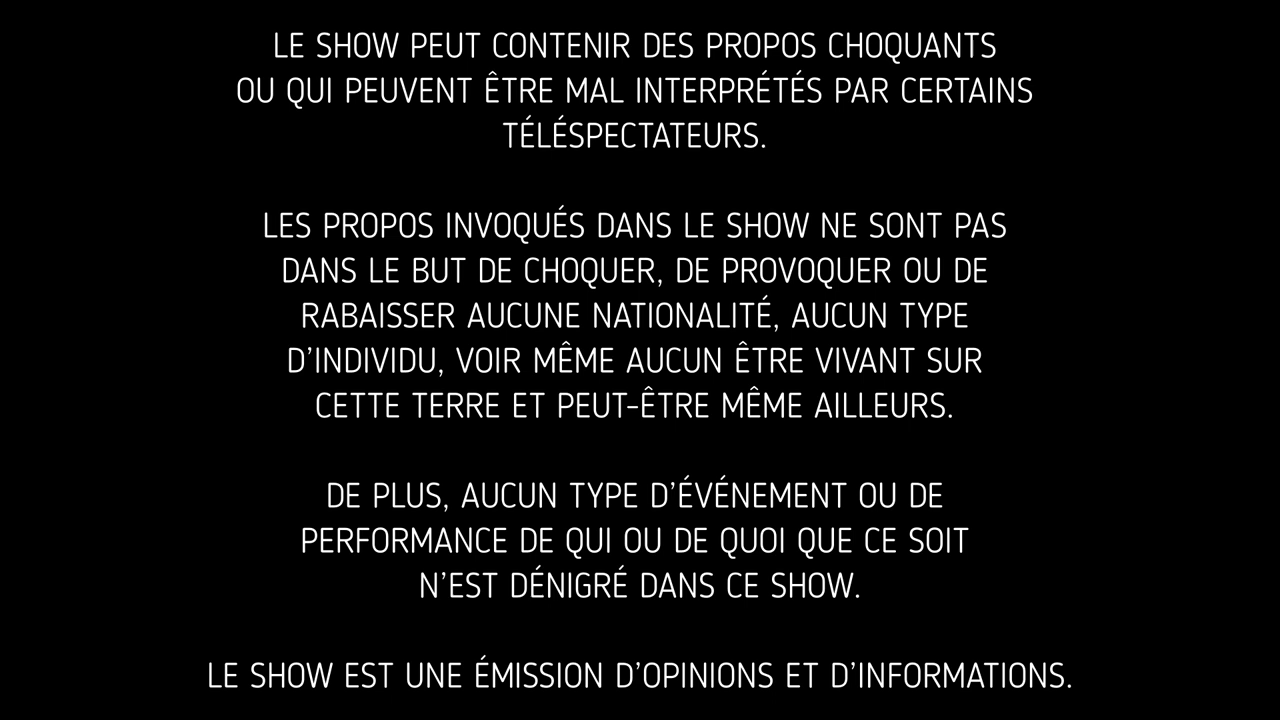 LE SHOW PEUT CONTENIR DES PROPOS CHOQUANTS
OU QUI PEUVENT ÊTRE MAL INTERPRÉTÉS PAR CERTAINS
TÉLÉSPECTATEURS.
LES PROPOS INVOQUÉS DANS LE SHOW NE SONT PAS
DANS LE BUT DE CHOQUER, DE PROVOQUER OU DE
RABAISSER AUCUNE NATIONALITÉ, AUCUN TYPE
D’INDIVIDU, VOIR MÊME AUCUN ÊTRE VIVANT SUR
CETTE TERRE ET PEUT-ÊTRE MÊME AILLEURS.
DE PLUS, AUCUN TYPE D’ÉVÉNEMENT OU DE
PERFORMANCE DE QUI OU DE QUOI QUE CE SOIT
N’EST DÉNIGRÉ DANS CE SHOW.
LE SHOW EST UNE ÉMISSION D’OPINIONS ET D’INFORMATIONS.